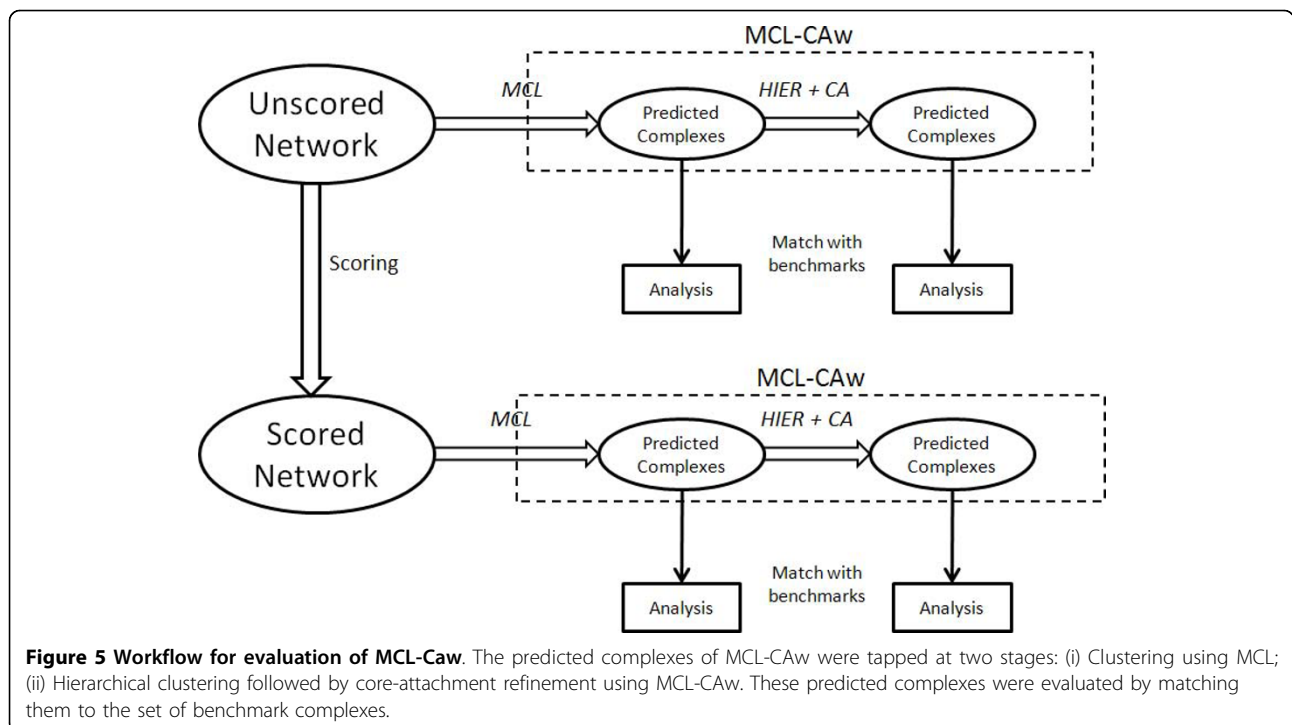 MCL-CAw
Unscored
Network
MCL
Predicted
Complexes
HIER + CA
Predicted
Complexes
Scoring
Match with
benchmarks
Analysis
Analysis
MCL-CAw
Scored
Network
MCL
Predicted
Complexes
HIER + CA
Predicted
Complexes
Match with
benchmarks
Analysis
Analysis
Figure 5 Workflow for evaluation of MCL-Caw. The predicted complexes of MCL-CAw were tapped at two stages: (i) Clustering using MCL;
(ii) Hierarchical clustering followed by core-attachment refinement using MCL-CAw. These predicted complexes were evaluated by matching
them to the set of benchmark complexes.